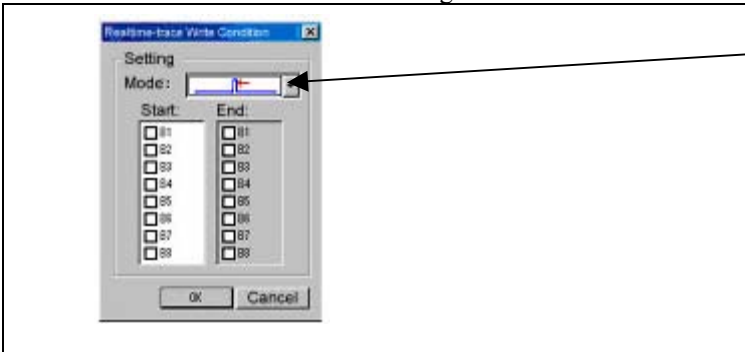 Realtime-trace Write Condition
Setting
Mode:
Start: End:
B1 B1
B2 B2
B3 B3
B4 B4
B5 B5
B6 B6
B7 B7
B8 B8
OK Cancel